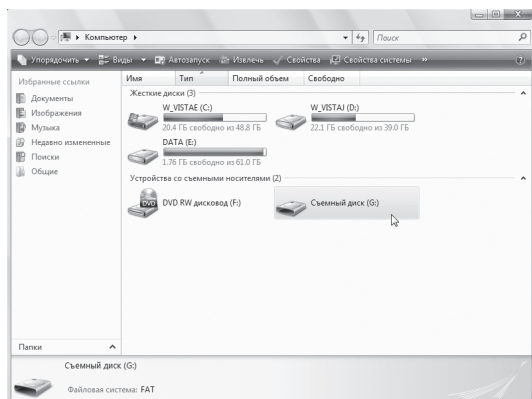 Компьютер
Поиск
Упорядочить Виды Автозапуск Извлечь Свойства Свойства системы »
Избранные ссылки
Документы
Изображения
Музыка
Недавно измененные
Поиски
Общие
Папки
Имя Тип Полный объем Свободно
Жесткие диски (3)
W_VISTAE (C:)
20.4 ГБ свободно из 48.8 ГБ
W_VISTAJ (D:)
22.1 ГБ свободно из 39.0 ГБ
DATA (E:)
1.76 ГБ свободно из 61.0 ГБ
Устройства со съемными носителями (2)
DVD
DVD RW дисковод (F:)
Съемный диск (G:)
Съемный диск (G:)
Файловая система: FAT